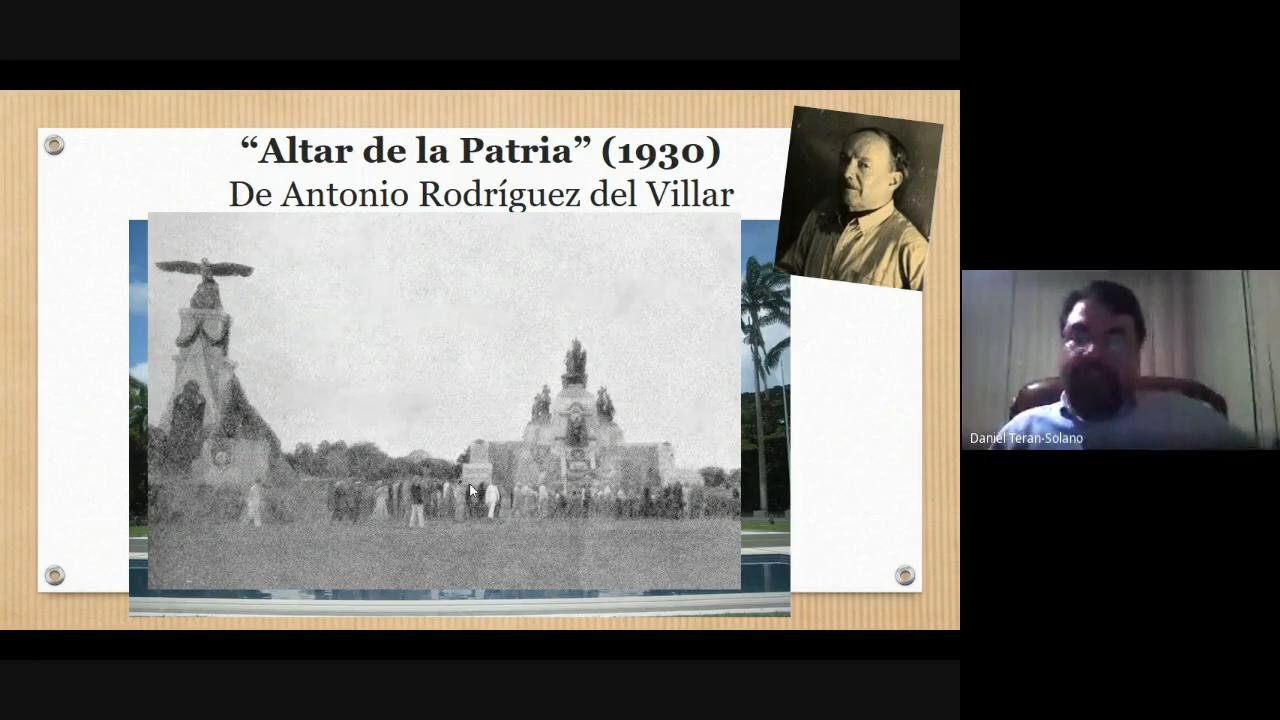 “Altar de la Patria” (1930)
De Antonio Rodríguez del Villar
Daniel Teran-Solano